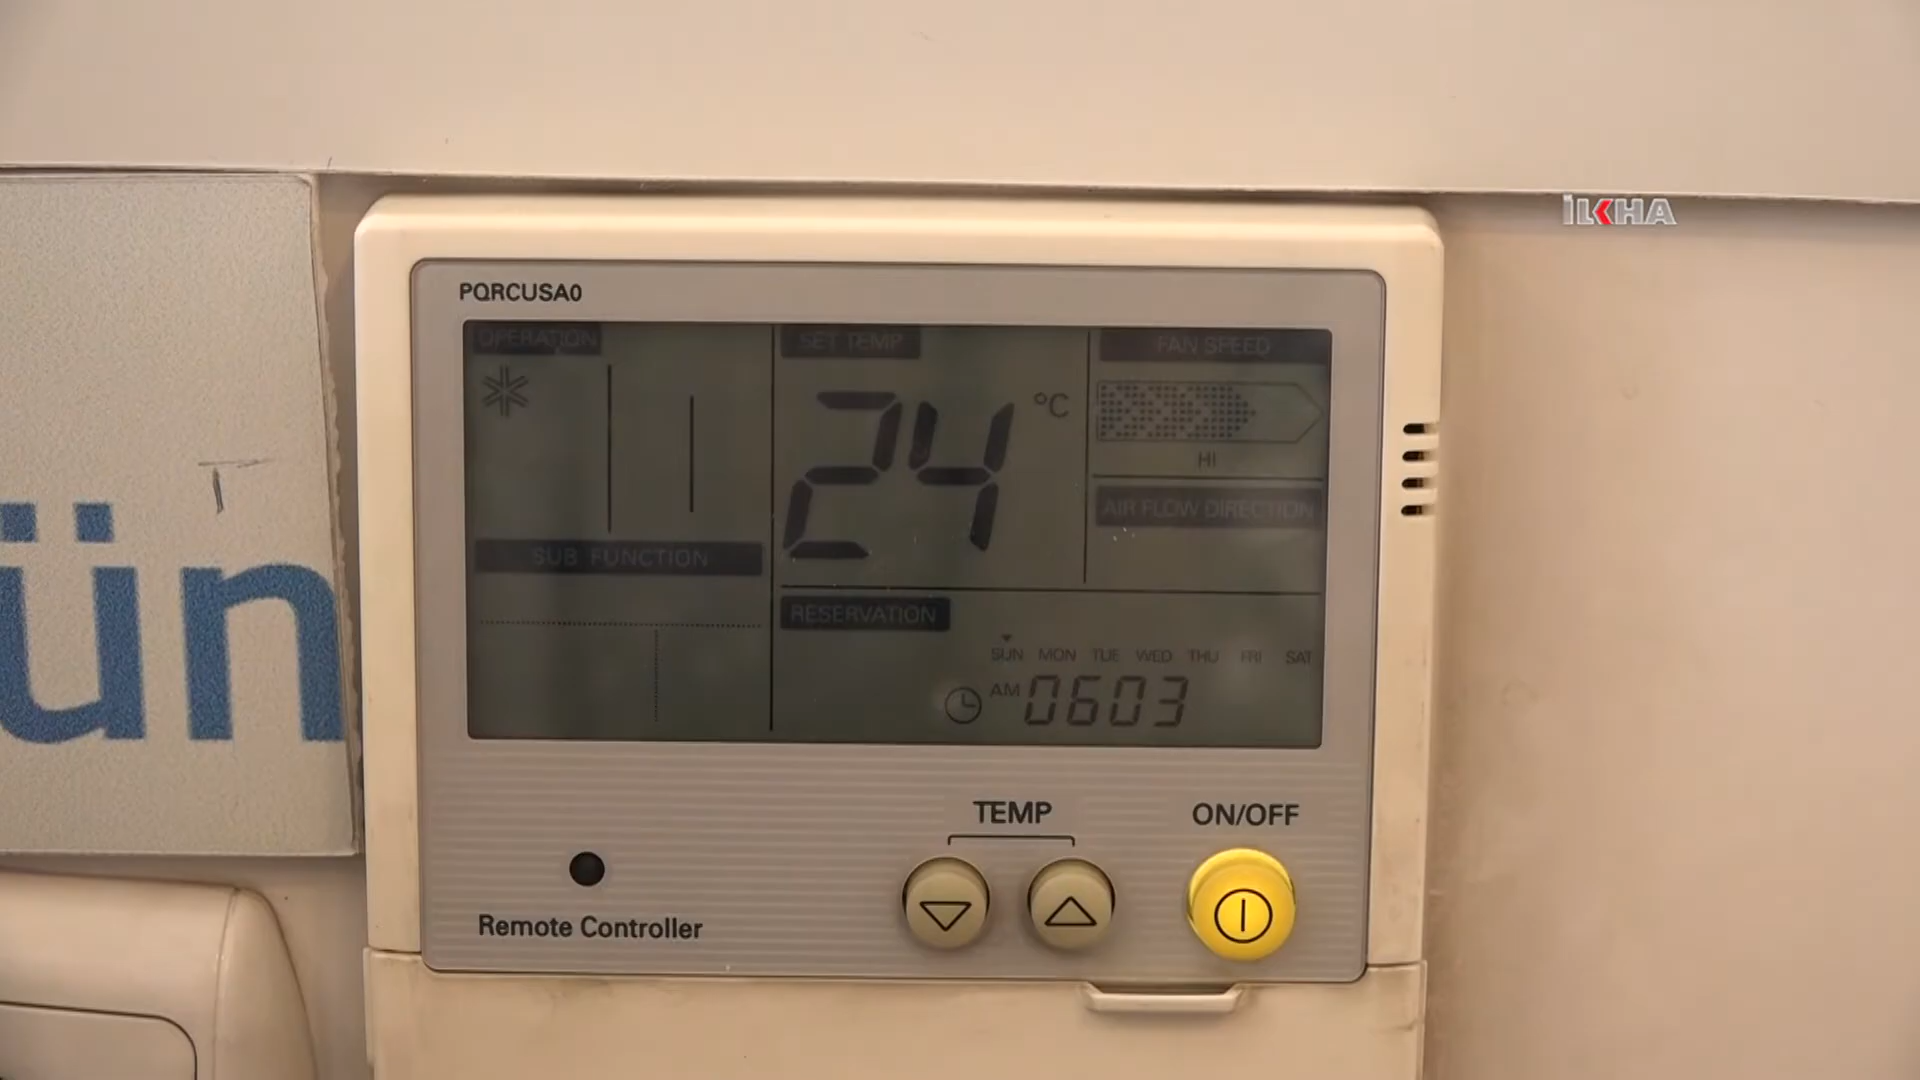 İLKHA
PQRCUSA0
OPERATION
SET TEMP
FAN SPEED
24 °C
HI
AIR FLOW DIRECTION
SUB FUNCTION
RESERVATION
SUN MON TUE WED THU FRI SAT
AM 0603
ün
TEMP
ON/OFF
Remote Controller